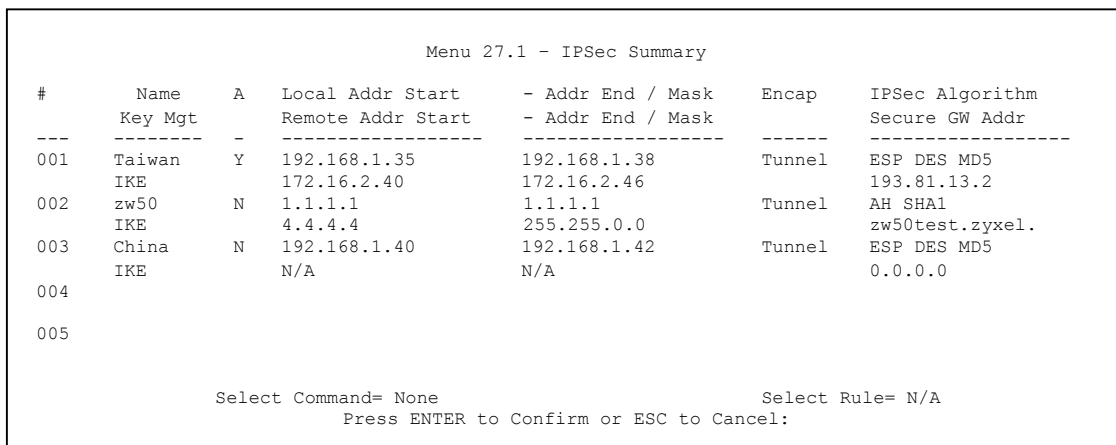 Menu 27.1 – IPSec Summary
#   Name   A   Local Addr Start   - Addr End / Mask   Encap   IPSec Algorithm
Key Mgt   Remote Addr Start   - Addr End / Mask   Secure GW Addr
--- -------- - ------------------ ----------------- ------ ------------------
001   Taiwan   Y   192.168.1.35   192.168.1.38   Tunnel   ESP DES MD5
IKE   172.16.2.40   172.16.2.46   193.81.13.2
002   zw50   N   1.1.1.1   1.1.1.1   Tunnel   AH SHA1
IKE   4.4.4.4   255.255.0.0   zw50test.zyxel.
003   China   N   192.168.1.40   192.168.1.42   Tunnel   ESP DES MD5
IKE   N/A   N/A   0.0.0.0
004
005
Select Command= None   Select Rule= N/A
Press ENTER to Confirm or ESC to Cancel: